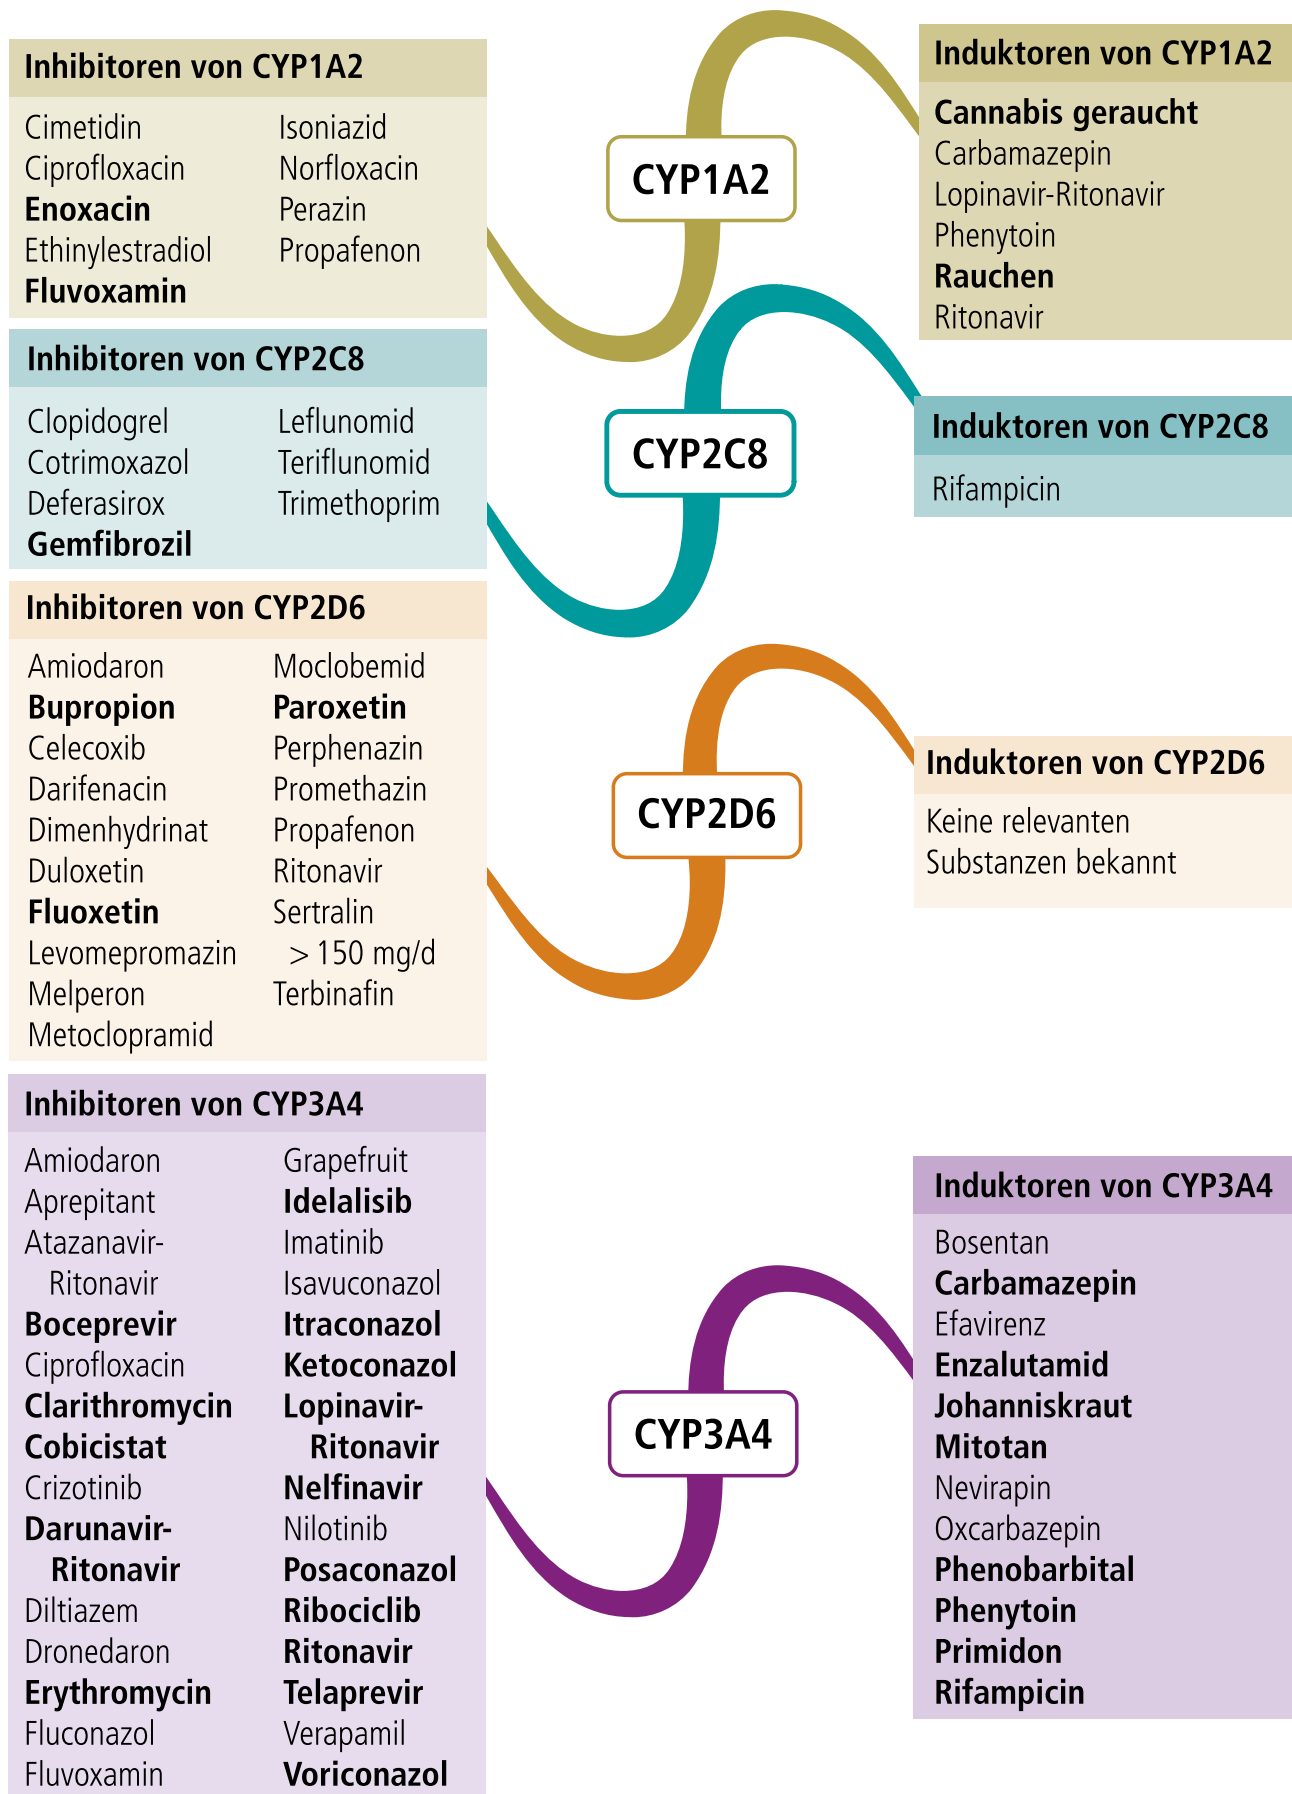 Inhibitoren von CYP1A2
Cimetidin
Ciprofloxacin
Enoxacin
Ethinylestradiol
Fluvoxamin
Isoniazid
Norfloxacin
Perazin
Propafenon
CYP1A2
Induktoren von CYP1A2
Cannabis geraucht
Carbamazepin
Lopinavir-Ritonavir
Phenytoin
Rauchen
Ritonavir
Inhibitoren von CYP2C8
Clopidogrel
Cotrimoxazol
Deferasirox
Gemfibrozil
Leflunomid
Teriflunomid
Trimethoprim
CYP2C8
Induktoren von CYP2C8
Rifampicin
Inhibitoren von CYP2D6
Amiodaron
Bupropion
Celecoxib
Darifenacin
Dimenhydrinat
Duloxetin
Fluoxetin
Levomepromazin
Melperon
Metoclopramid
Moclobemid
Paroxetin
Perphenazin
Promethazin
Propafenon
Ritonavir
Sertralin
> 150 mg/d
Terbinafin
CYP2D6
Induktoren von CYP2D6
Keine relevanten
Substanzen bekannt
Inhibitoren von CYP3A4
Amiodaron
Aprepitant
Atazanavir-
Ritonavir
Boceprevir
Ciprofloxacin
Clarithromycin
Cobicistat
Crizotinib
Darunavir-
Ritonavir
Diltiazem
Dronedaron
Erythromycin
Fluconazol
Fluvoxamin
Grapefruit
Idelalisib
Imatinib
Isavuconazol
Itraconazol
Ketoconazol
Lopinavir-
Ritonavir
Nelfinavir
Nilotinib
Posaconazol
Ribociclib
Ritonavir
Telaprevir
Verapamil
Voriconazol
CYP3A4
Induktoren von CYP3A4
Bosentan
Carbamazepin
Efavirenz
Enzalutamid
Johanniskraut
Mitotan
Nevirapin
Oxcarbazepin
Phenobarbital
Phenytoin
Primidon
Rifampicin